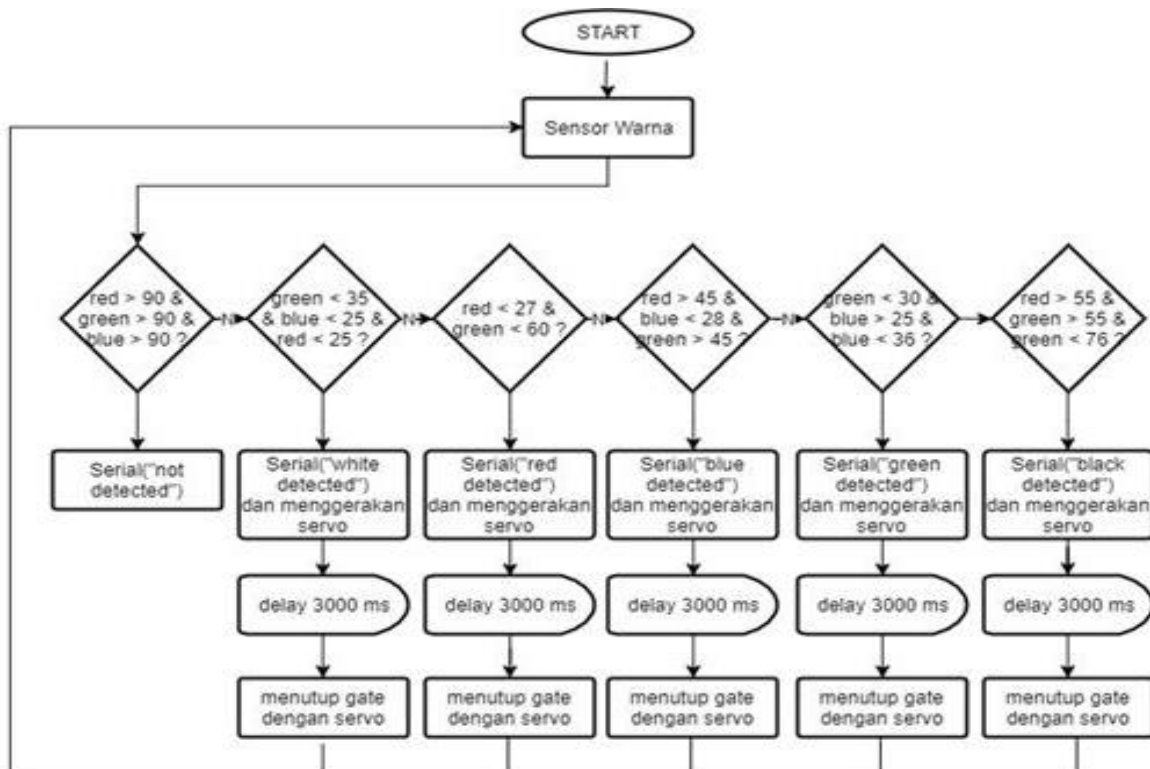 START
Sensor Warna
red > 90 &
green > 90 &
blue > 90 ?
N
green < 35
& blue < 25 &
red < 25 ?
N
red < 27 &
green < 60 ?
N
red > 45 &
blue < 28 &
green > 45 ?
N
green < 30 &
blue > 25 &
blue < 36 ?
red > 55 &
green > 55 &
green < 76 ?
Serial("not
detected")
Serial("white
detected")
dan menggerakan
servo
Serial("red
detected")
dan menggerakan
servo
Serial("blue
detected")
dan menggerakan
servo
Serial("green
detected")
dan menggerakan
servo
Serial("black
detected")
dan menggerakan
servo
delay 3000 ms
delay 3000 ms
delay 3000 ms
delay 3000 ms
delay 3000 ms
menutup gate
dengan servo
menutup gate
dengan servo
menutup gate
dengan servo
menutup gate
dengan servo
menutup gate
dengan servo